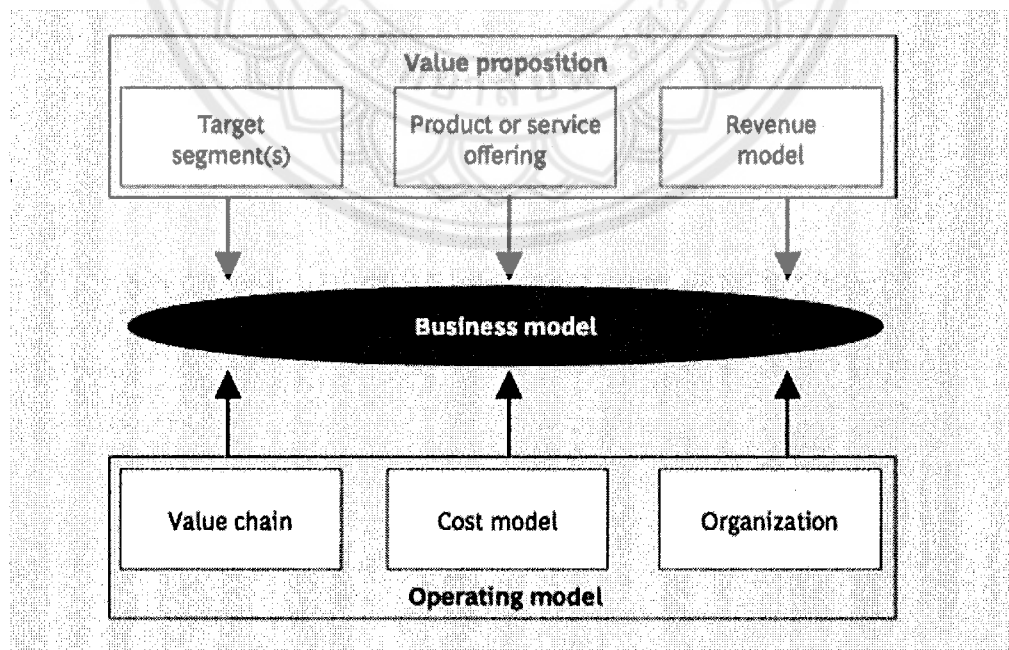 Value proposition
Target
segment(s)
Product or service
offering
Revenue
model
Business model
Value chain
Cost model
Organization
Operating model